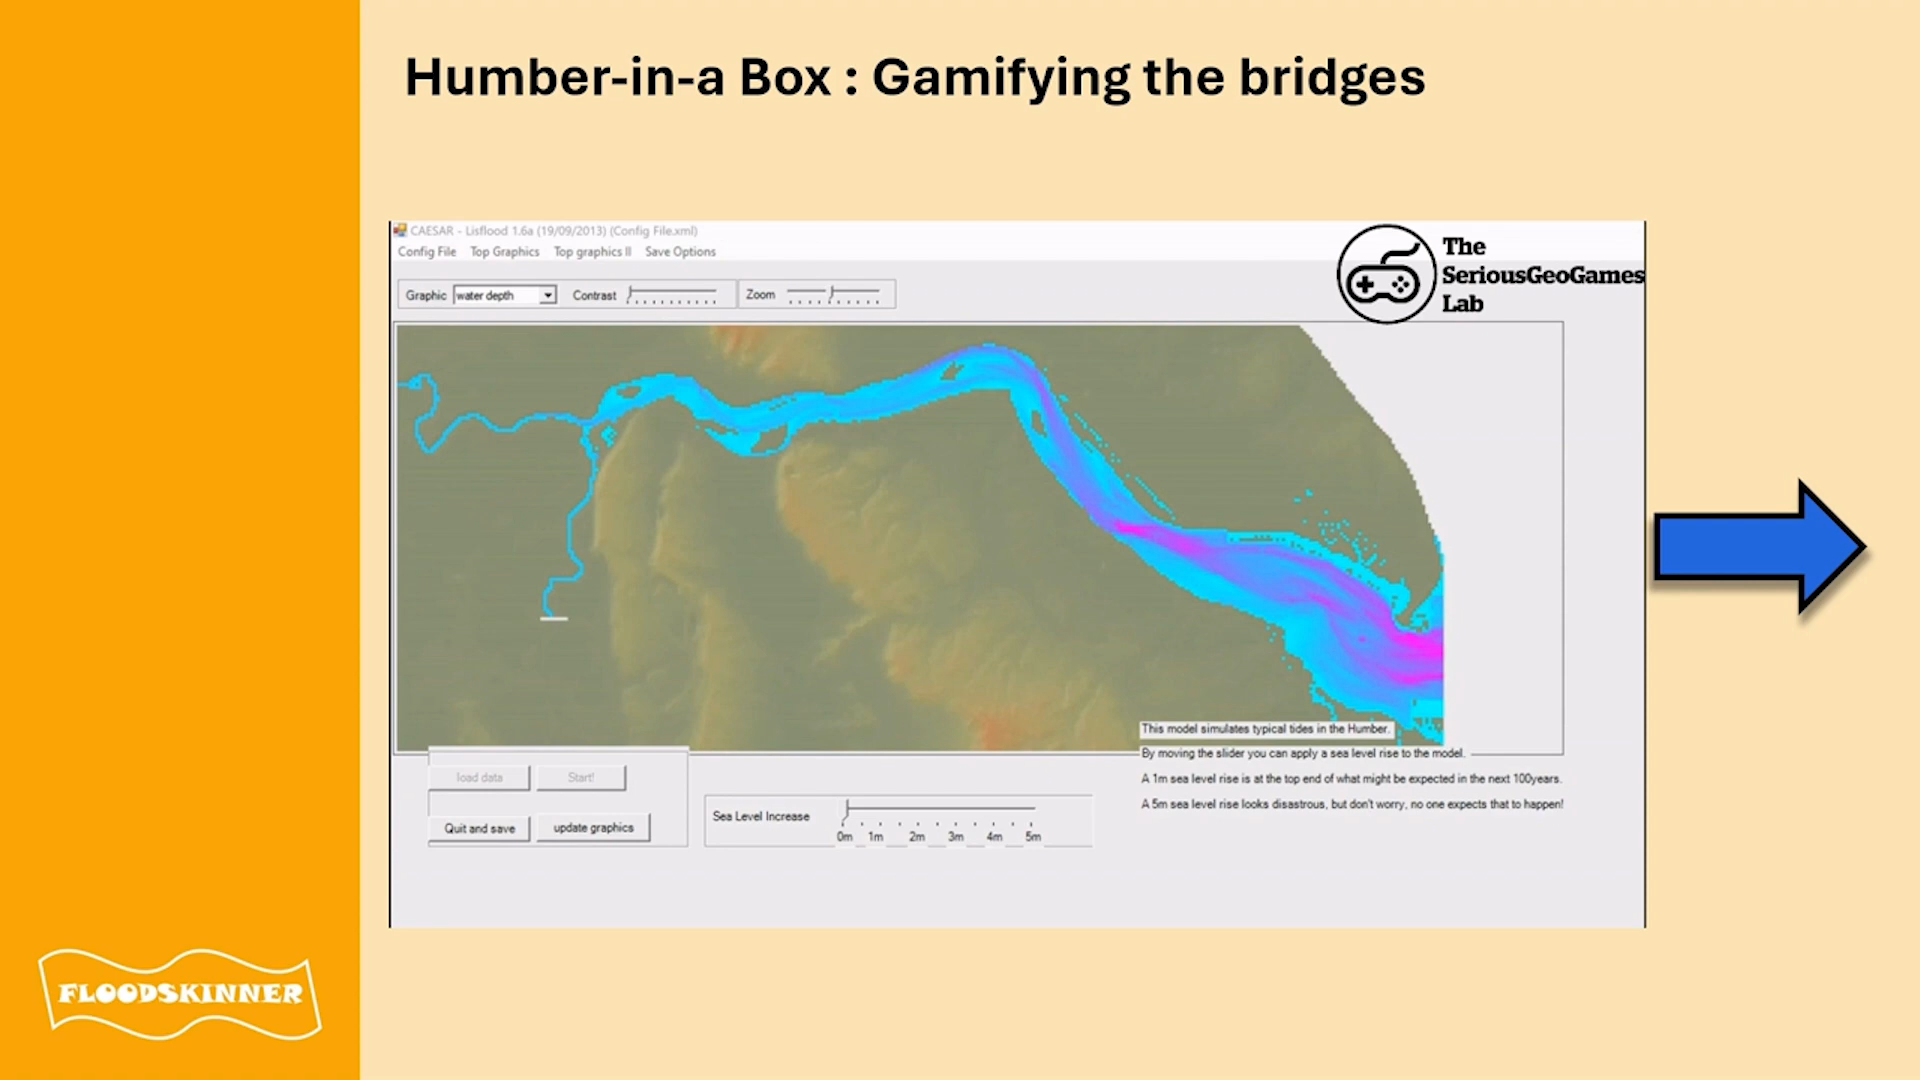 Humber-in-a Box : Gamifying the bridges
CAESAR - Lisflood 1.6a (19/09/2013) (Config File.xml)
Config File Top Graphics Top graphics II Save Options
The
SeriousGeoGames
Lab
Graphic water depth Contrast Zoom
This model simulates typical tides in the Humber.
By moving the slider you can apply a sea level rise to the model.
A 1m sea level rise is at the top end of what might be expected in the next 100years.
A 5m sea level rise looks disastrous, but don't worry, no one expects that to happen!
load data Start!
Quit and save update graphics
Sea Level Increase
0m 1m 2m 3m 4m 5m
FLOODSKINNER